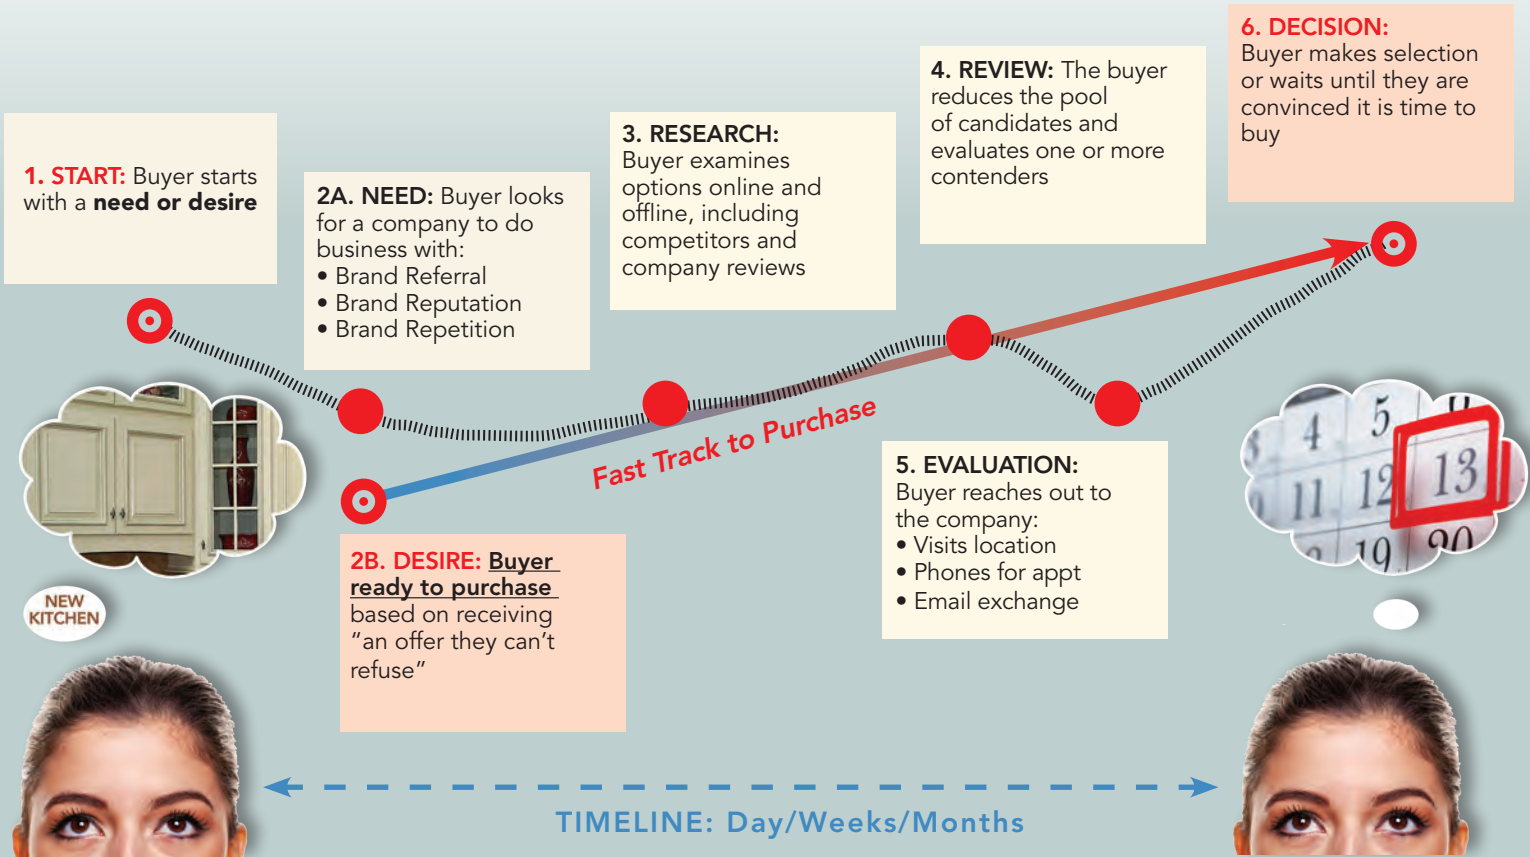 1. START: Buyer starts
with a need or desire
2A. NEED: Buyer looks
for a company to do
business with:
• Brand Referral
• Brand Reputation
• Brand Repetition
2B. DESIRE: Buyer
ready to purchase
based on receiving
“an offer they can’t
refuse”
3. RESEARCH:
Buyer examines
options online and
offline, including
competitors and
company reviews
4. REVIEW: The buyer
reduces the pool
of candidates and
evaluates one or more
contenders
5. EVALUATION:
Buyer reaches out to
the company:
• Visits location
• Phones for appt
• Email exchange
6. DECISION:
Buyer makes selection
or waits until they are
convinced it is time to
buy
Fast Track to Purchase
NEW
KITCHEN
4 5
11 12 13
19 20
TIMELINE: Day/Weeks/Months